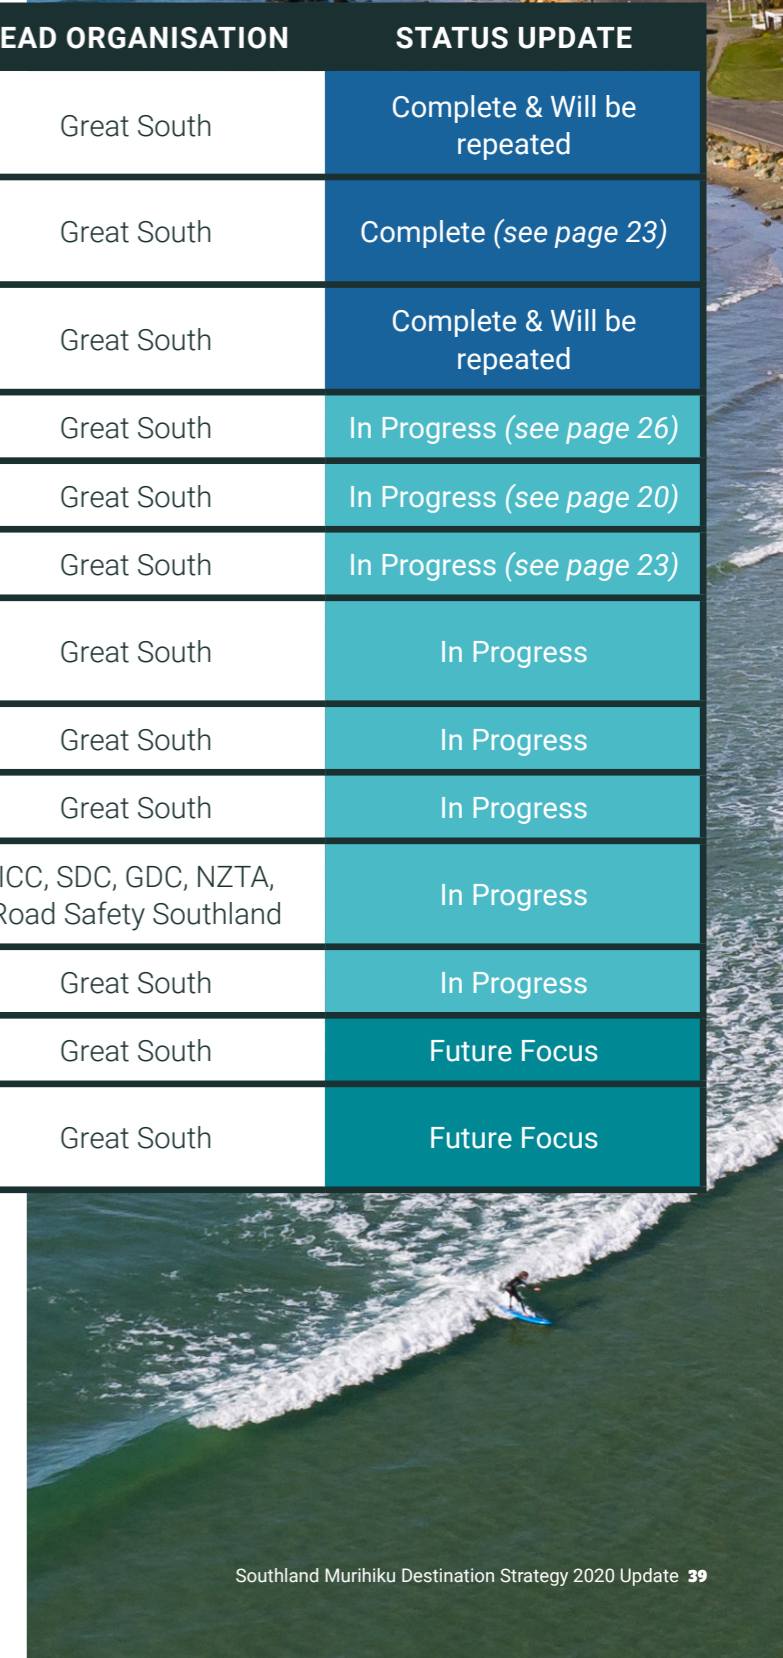 EAD ORGANISATION STATUS UPDATE
Great South Complete & Will be
repeated
Great South Complete (see page 23)
Great South Complete & Will be
repeated
Great South In Progress (see page 26)
Great South In Progress (see page 20)
Great South In Progress (see page 23)
Great South In Progress
Great South In Progress
Great South In Progress
ICC, SDC, GDC, NZTA,
Road Safety Southland In Progress
Great South In Progress
Great South Future Focus
Great South Future Focus
Southland Murihiku Destination Strategy 2020 Update 39